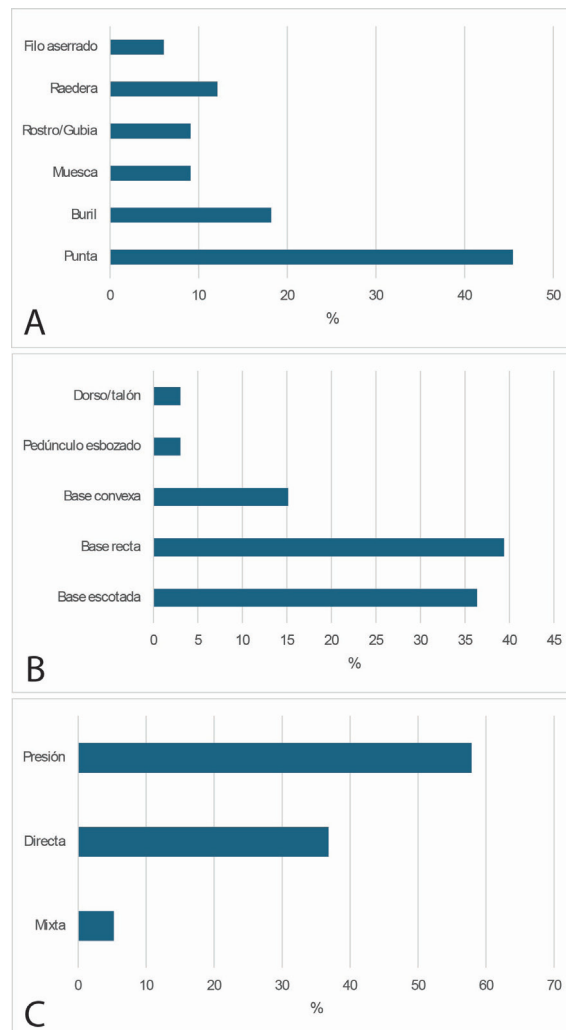 Filo aserrado
Raedera
Rostro/Gubia
Muesca
Buril
Punta
0 10 20 30 40 50
%
A
Dorso/talón
Pedúnculo esbozado
Base convexa
Base recta
Base escotada
0 5 10 15 20 25 30 35 40 45
%
B
Presión
Directa
Mixta
0 10 20 30 40 50 60 70
%
C